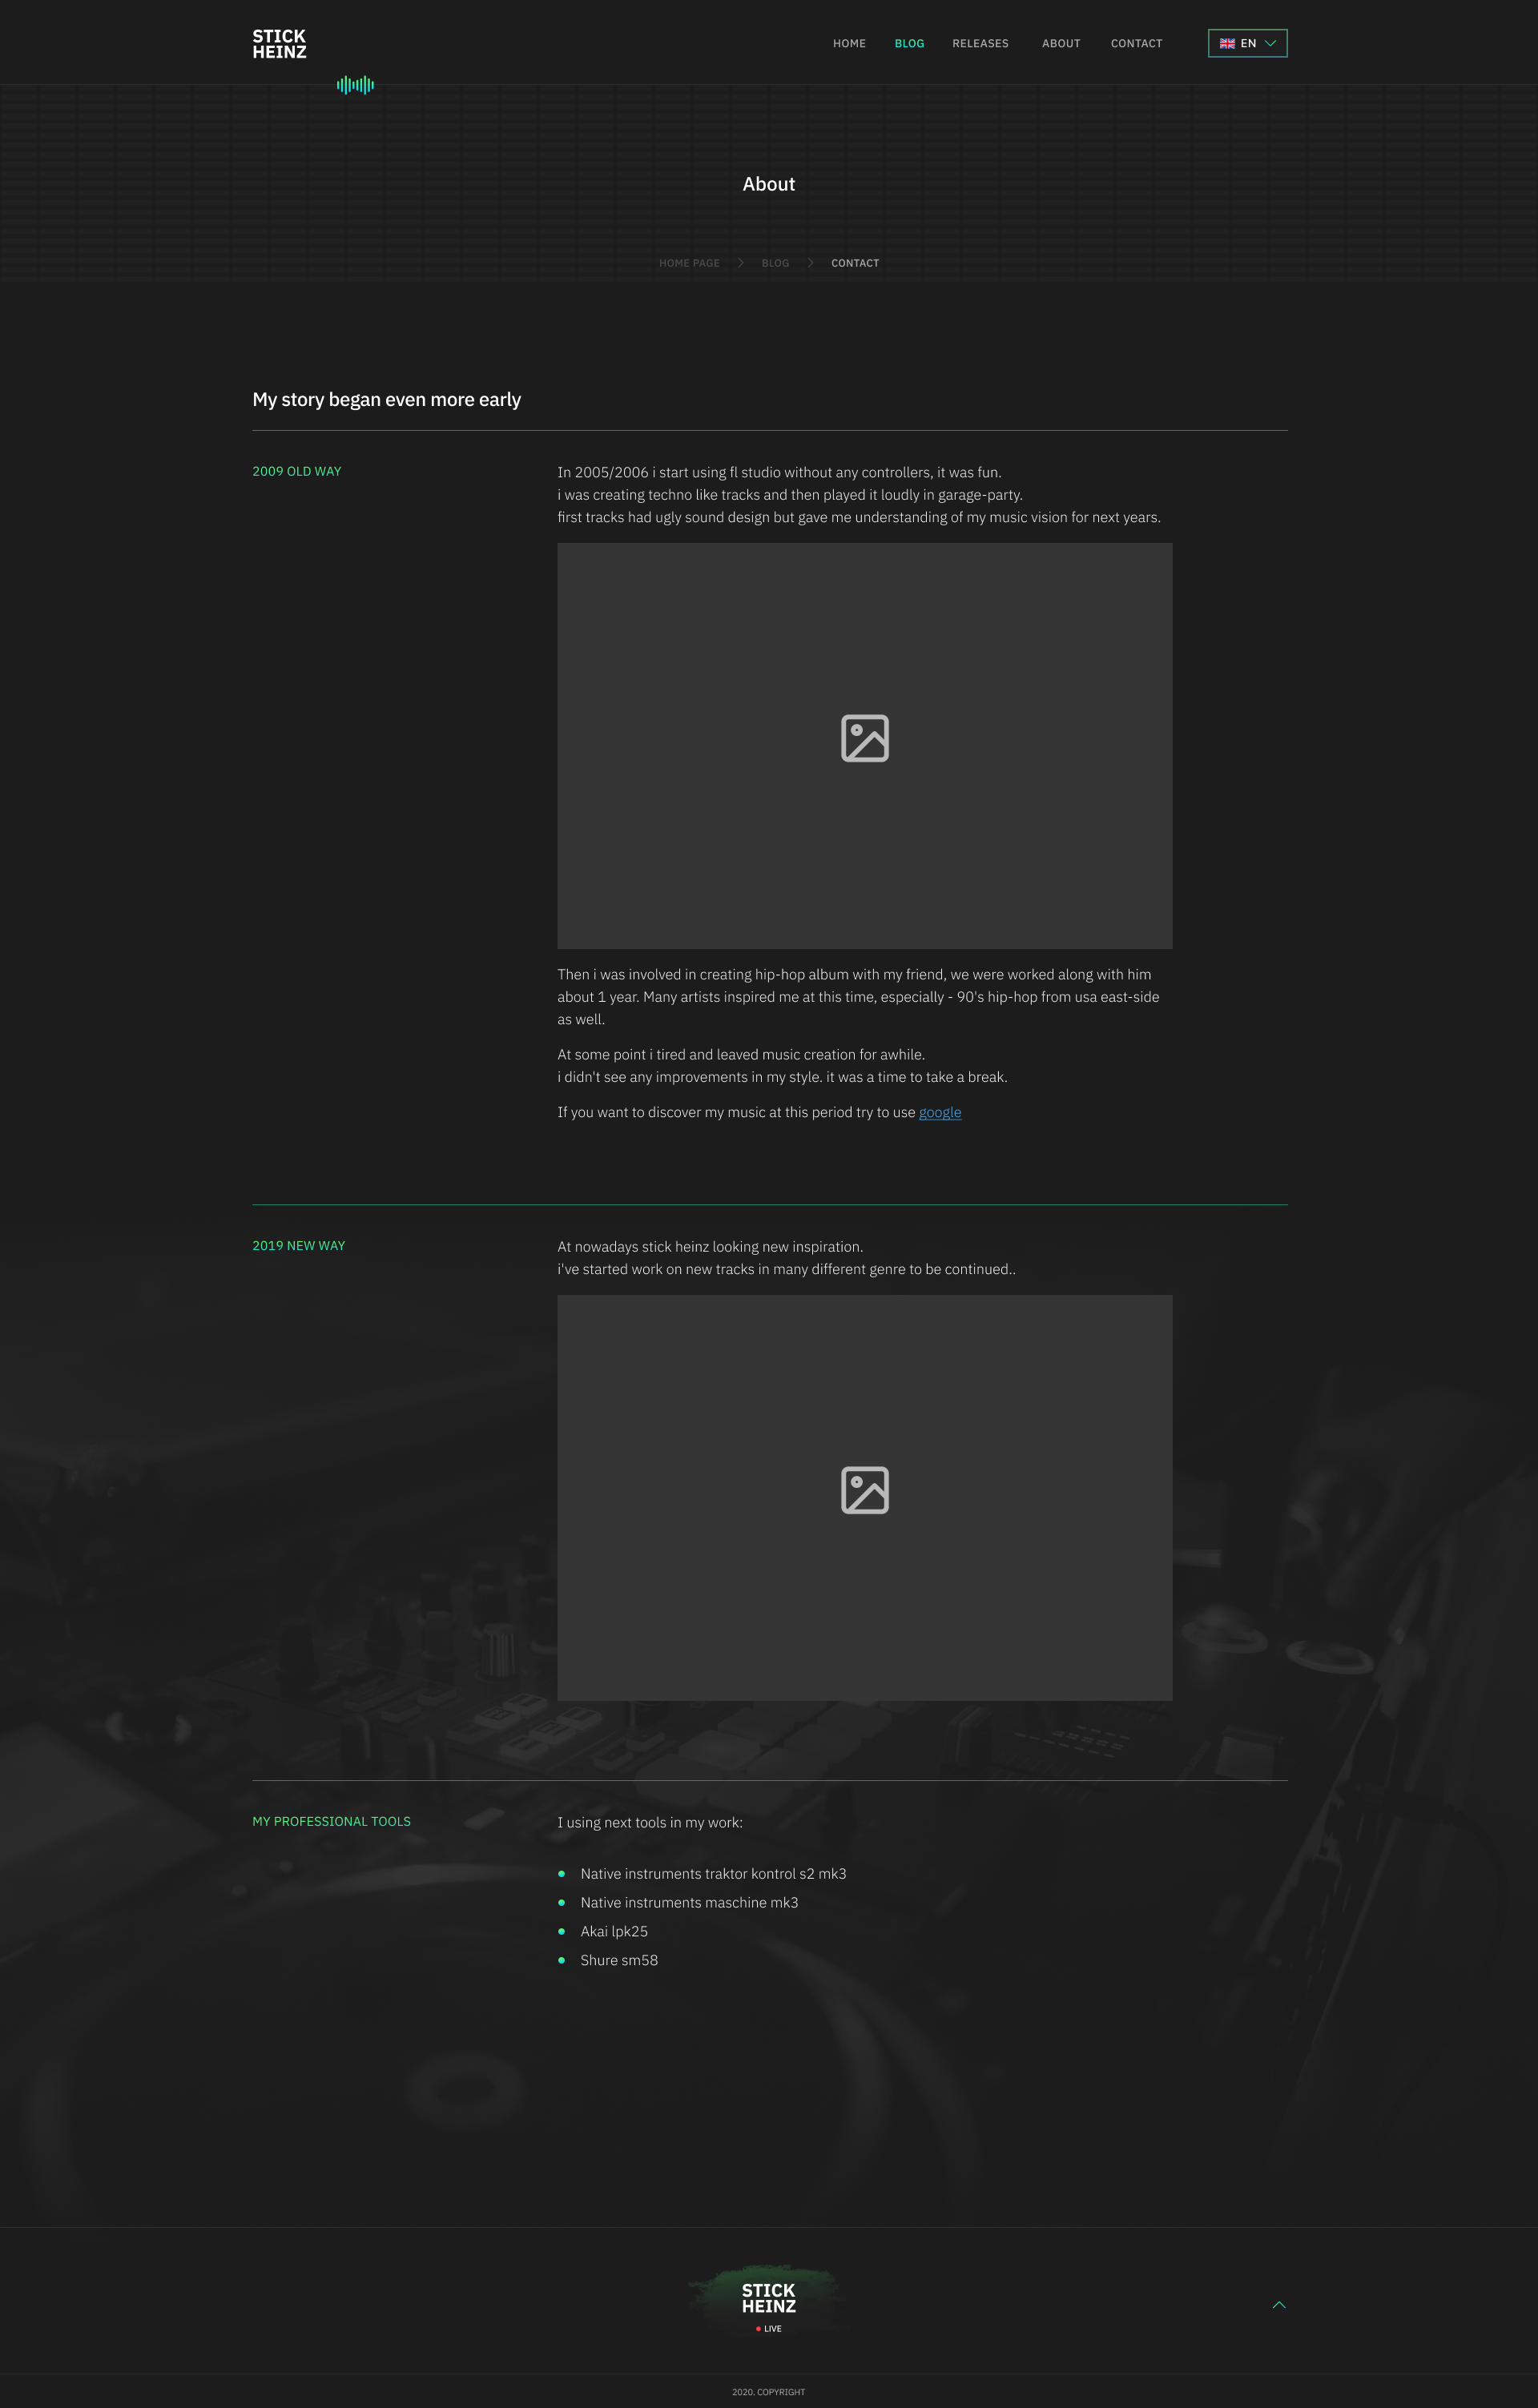 STICK
HEINZ
HOME BLOG RELEASES ABOUT CONTACT EN
About
HOME PAGE BLOG CONTACT
My story began even more early
2009 OLD WAY
In 2005/2006 i start using fl studio without any controllers, it was fun.
i was creating techno like tracks and then played it loudly in garage-party.
first tracks had ugly sound design but gave me understanding of my music vision for next years.
Then i was involved in creating hip-hop album with my friend, we were worked along with him
about 1 year. Many artists inspired me at this time, especially - 90's hip-hop from usa east-side
as well.
At some point i tired and leaved music creation for awhile.
i didn't see any improvements in my style. it was a time to take a break.
If you want to discover my music at this period try to use google
2019 NEW WAY
At nowadays stick heinz looking new inspiration.
i've started work on new tracks in many different genre to be continued..
MY PROFESSIONAL TOOLS
I using next tools in my work:
Native instruments traktor kontrol s2 mk3
Native instruments maschine mk3
Akai lpk25
Shure sm58
STICK
HEINZ
LIVE
2020. COPYRIGHT